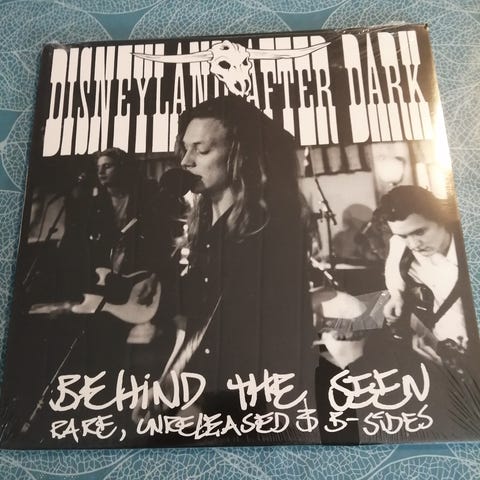 DISNEYLAND AFTER DARK
BEHIND THE SEEN
RARE, UNRELEASED & B-SIDES